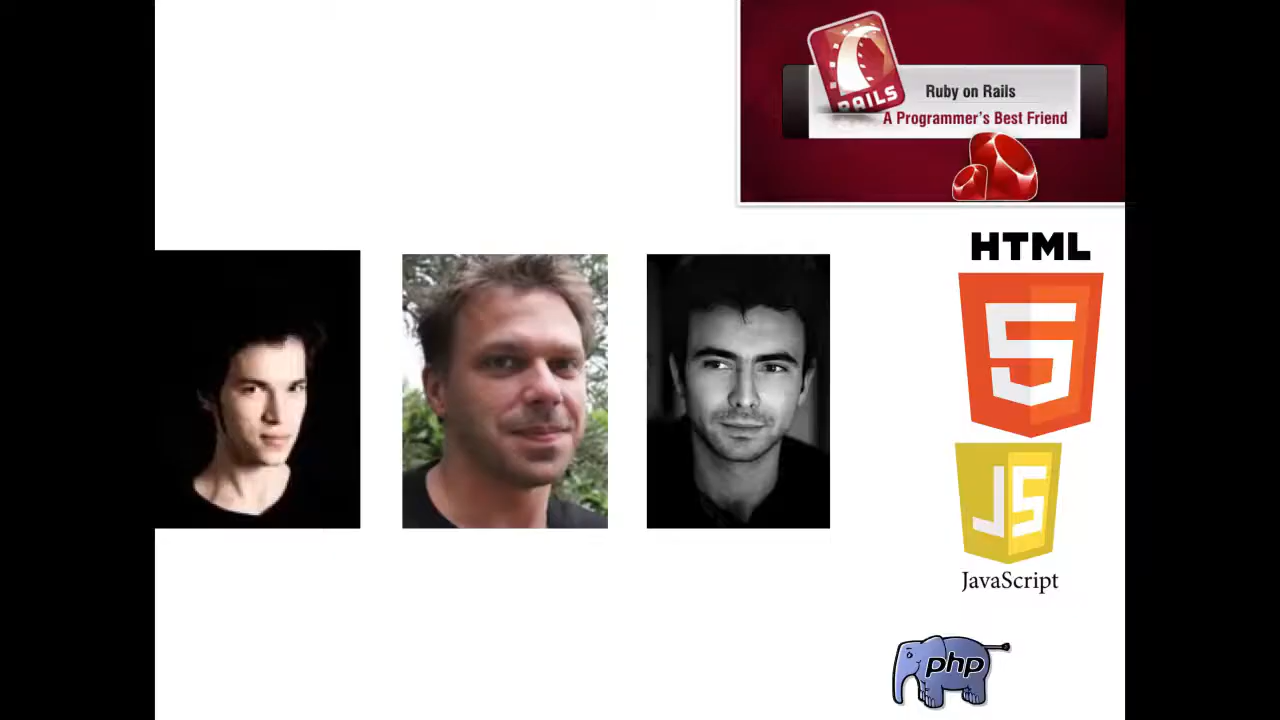 RAILS
Ruby on Rails
A Programmer's Best Friend
HTML
5
JS
JavaScript
php